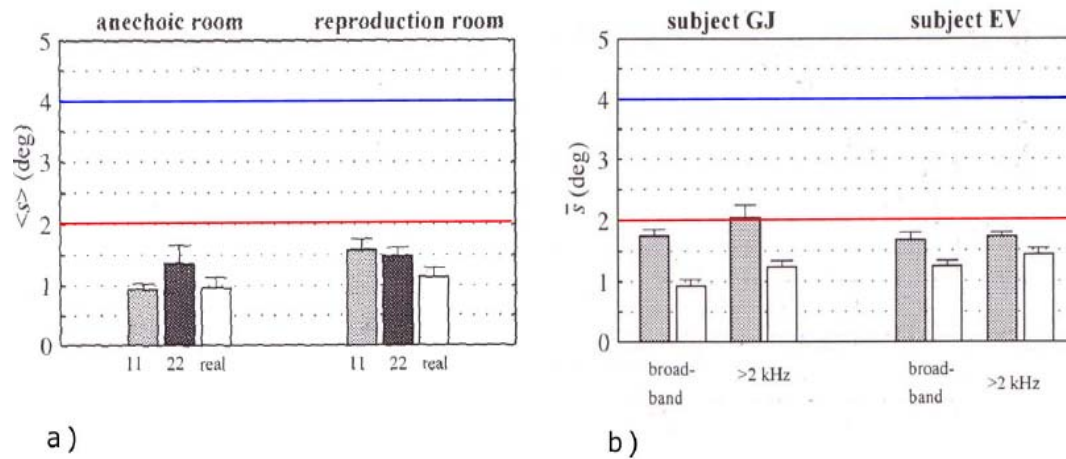 anechoic room reproduction room
5
4
3
2
1
0
<s> (deg)
11 22 real 11 22 real
a)
subject GJ subject EV
5
4
3
2
1
0
s̄ (deg)
broad-
band
>2 kHz
broad-
band
>2 kHz
b)